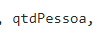 , qtdPessoa,